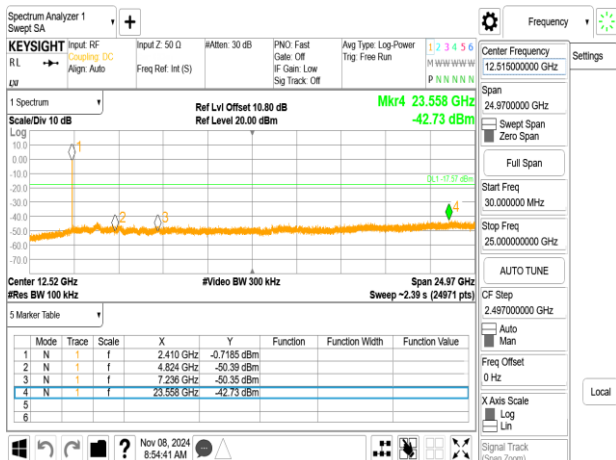 Spectrum Analyzer 1
Swept SA
+
Frequency
KEYSIGHT
Input: RF
Input Z: 50 Ω
#Atten: 30 dB
PNO: Fast
Avg Type: Log-Power
1 2 3 4 5 6
RL
Coupling: DC
Gate: Off
Trig: Free Run
M W W W W W
Align: Auto
Freq Ref: Int (S)
IF Gain: Low
Sig Track: Off
P N N N N N
LXI
1 Spectrum
Scale/Div 10 dB
Ref Lvl Offset 10.80 dB
Ref Level 20.00 dBm
Mkr4 23.558 GHz
-42.73 dBm
Log
10.0
0.00
-10.0
-20.0
-30.0
-40.0
-50.0
-60.0
-70.0
1
2
3
4
DL1 -17.57 dBm
Center 12.52 GHz
#Video BW 300 kHz
Span 24.97 GHz
#Res BW 100 kHz
Sweep ~2.39 s (24971 pts)
5 Marker Table
Mode Trace Scale X Y Function Function Width Function Value
1 N 1 f 2.410 GHz -0.7185 dBm
2 N 1 f 4.824 GHz -50.39 dBm
3 N 1 f 7.236 GHz -50.35 dBm
4 N 1 f 23.558 GHz -42.73 dBm
5
6
?
Nov 08, 2024
8:54:41 AM
Center Frequency
12.515000000 GHz
Settings
Span
24.9700000 GHz
Swept Span
Zero Span
Full Span
Start Freq
30.000000 MHz
Stop Freq
25.000000000 GHz
AUTO TUNE
CF Step
2.497000000 GHz
Auto
Man
Freq Offset
0 Hz
X Axis Scale
Log
Lin
Local
Signal Track
(Span Zoom)